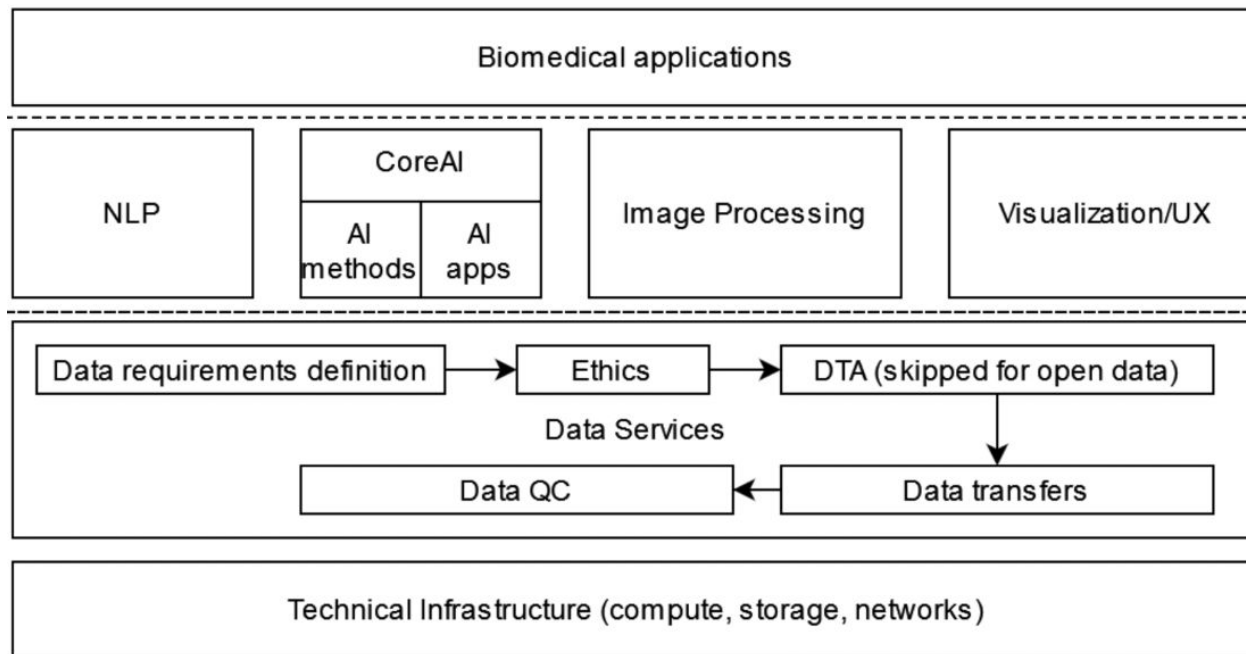 Biomedical applications
NLP
CoreAI
AI
methods
AI
apps
Image Processing
Visualization/UX
Data requirements definition
Ethics
DTA (skipped for open data)
Data Services
Data QC
Data transfers
Technical Infrastructure (compute, storage, networks)